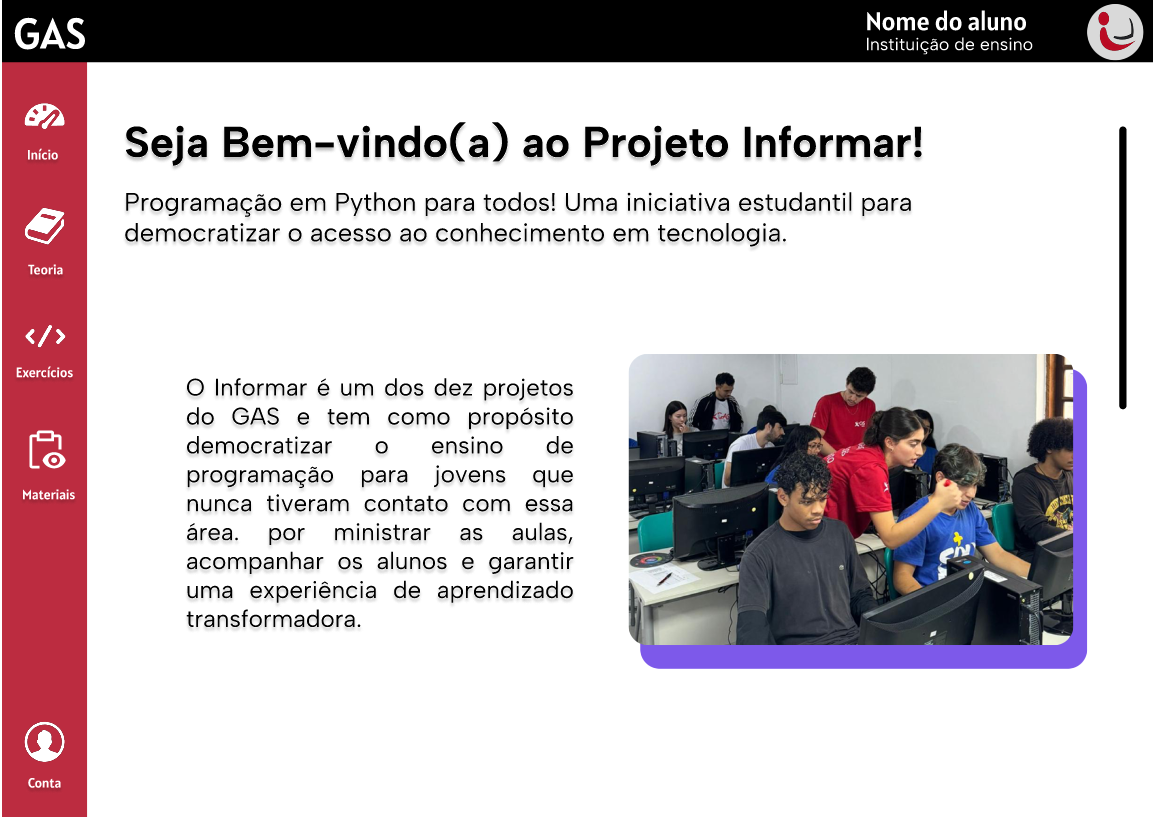 GAS
Nome do aluno
Instituição de ensino
Início
Teoria
Exercícios
Materiais
Conta
Seja Bem-vindo(a) ao Projeto Informar!
Programação em Python para todos! Uma iniciativa estudantil para
democratizar o acesso ao conhecimento em tecnologia.
O Informar é um dos dez projetos
do GAS e tem como propósito
democratizar o ensino de
programação para jovens que
nunca tiveram contato com essa
área. por ministrar as aulas,
acompanhar os alunos e garantir
uma experiência de aprendizado
transformadora.